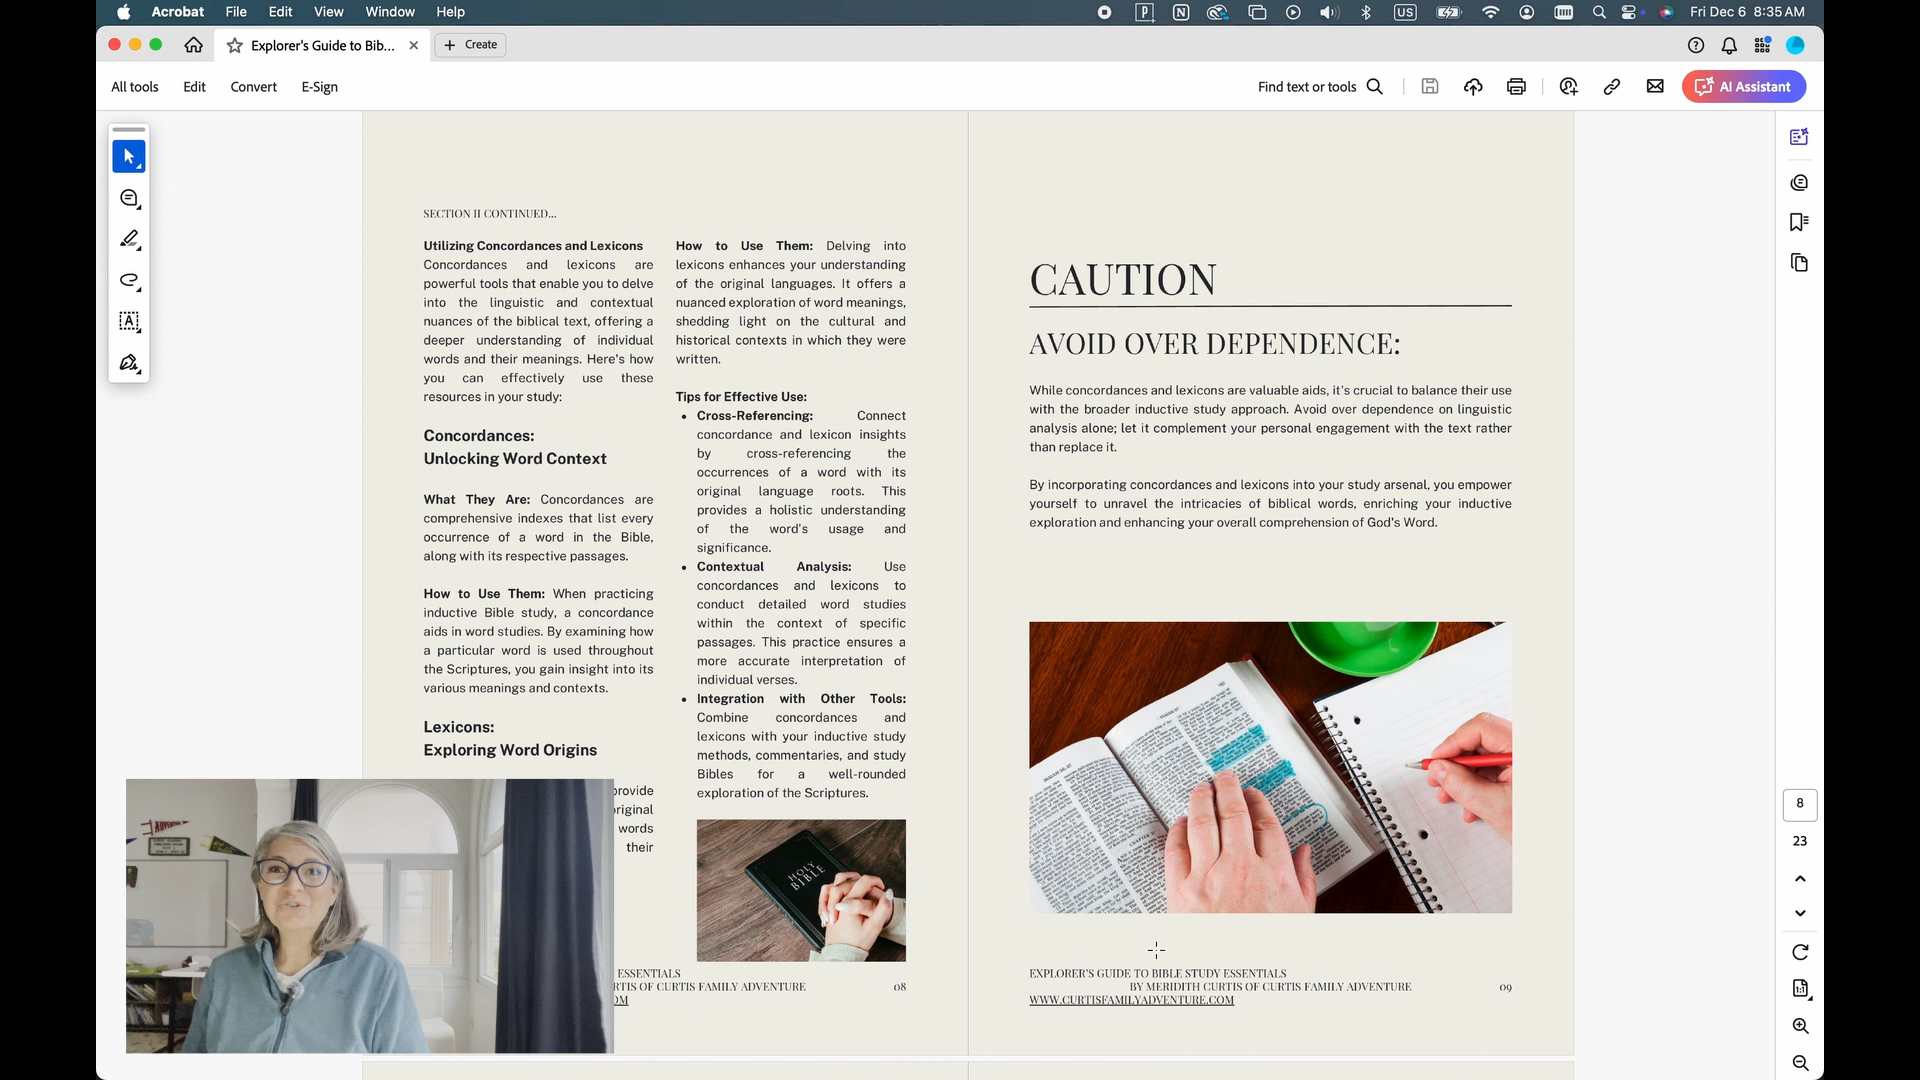 Acrobat File Edit View Window Help
US
Fri Dec 6 8:35 AM
Explorer's Guide to Bib...
Create
All tools Edit Convert E-Sign
Find text or tools
AI Assistant
SECTION II CONTINUED...
Utilizing Concordances and Lexicons
Concordances and lexicons are
powerful tools that enable you to delve
into the linguistic and contextual
nuances of the biblical text, offering a
deeper understanding of individual
words and their meanings. Here's how
you can effectively use these
resources in your study:
Concordances:
Unlocking Word Context
What They Are: Concordances are
comprehensive indexes that list every
occurrence of a word in the Bible,
along with its respective passages.
How to Use Them: When practicing
inductive Bible study, a concordance
aids in word studies. By examining how
a particular word is used throughout
the Scriptures, you gain insight into its
various meanings and contexts.
Lexicons:
Exploring Word Origins
words
their
How to Use Them: Delving into
lexicons enhances your understanding
of the original languages. It offers a
nuanced exploration of word meanings,
shedding light on the cultural and
historical contexts in which they were
written.
Tips for Effective Use:
Cross-Referencing: Connect
concordance and lexicon insights
by cross-referencing the
occurrences of a word with its
original language roots. This
provides a holistic understanding
of the word's usage and
significance.
Contextual Analysis: Use
concordances and lexicons to
conduct detailed word studies
within the context of specific
passages. This practice ensures a
more accurate interpretation of
individual verses.
Integration with Other Tools:
Combine concordances and
lexicons with your inductive study
methods, commentaries, and study
Bibles for a well-rounded
exploration of the Scriptures.
HOLY
BIBLE
ESSENTIALS
OF CURTIS FAMILY ADVENTURE
08
CAUTION
AVOID OVER DEPENDENCE:
While concordances and lexicons are valuable aids, it's crucial to balance their use
with the broader inductive study approach. Avoid over dependence on linguistic
analysis alone; let it complement your personal engagement with the text rather
than replace it.
By incorporating concordances and lexicons into your study arsenal, you empower
yourself to unravel the intricacies of biblical words, enriching your inductive
exploration and enhancing your overall comprehension of God's Word.
EXPLORER'S GUIDE TO BIBLE STUDY ESSENTIALS
BY MERIDITH CURTIS OF CURTIS FAMILY ADVENTURE
09
WWW.CURTISFAMILYADVENTURE.COM
8
23